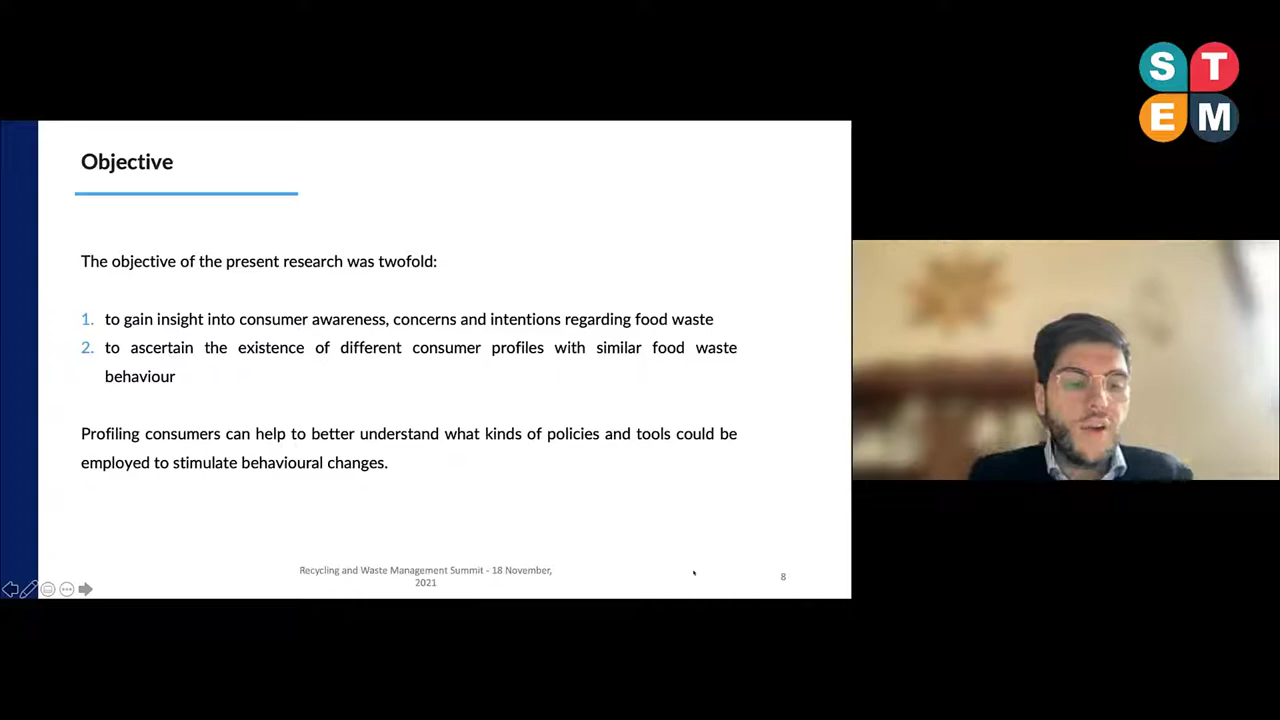 S T
E M
Objective
The objective of the present research was twofold:
1. to gain insight into consumer awareness, concerns and intentions regarding food waste
2. to ascertain the existence of different consumer profiles with similar food waste
behaviour
Profiling consumers can help to better understand what kinds of policies and tools could be
employed to stimulate behavioural changes.
Recycling and Waste Management Summit - 18 November,
2021
8